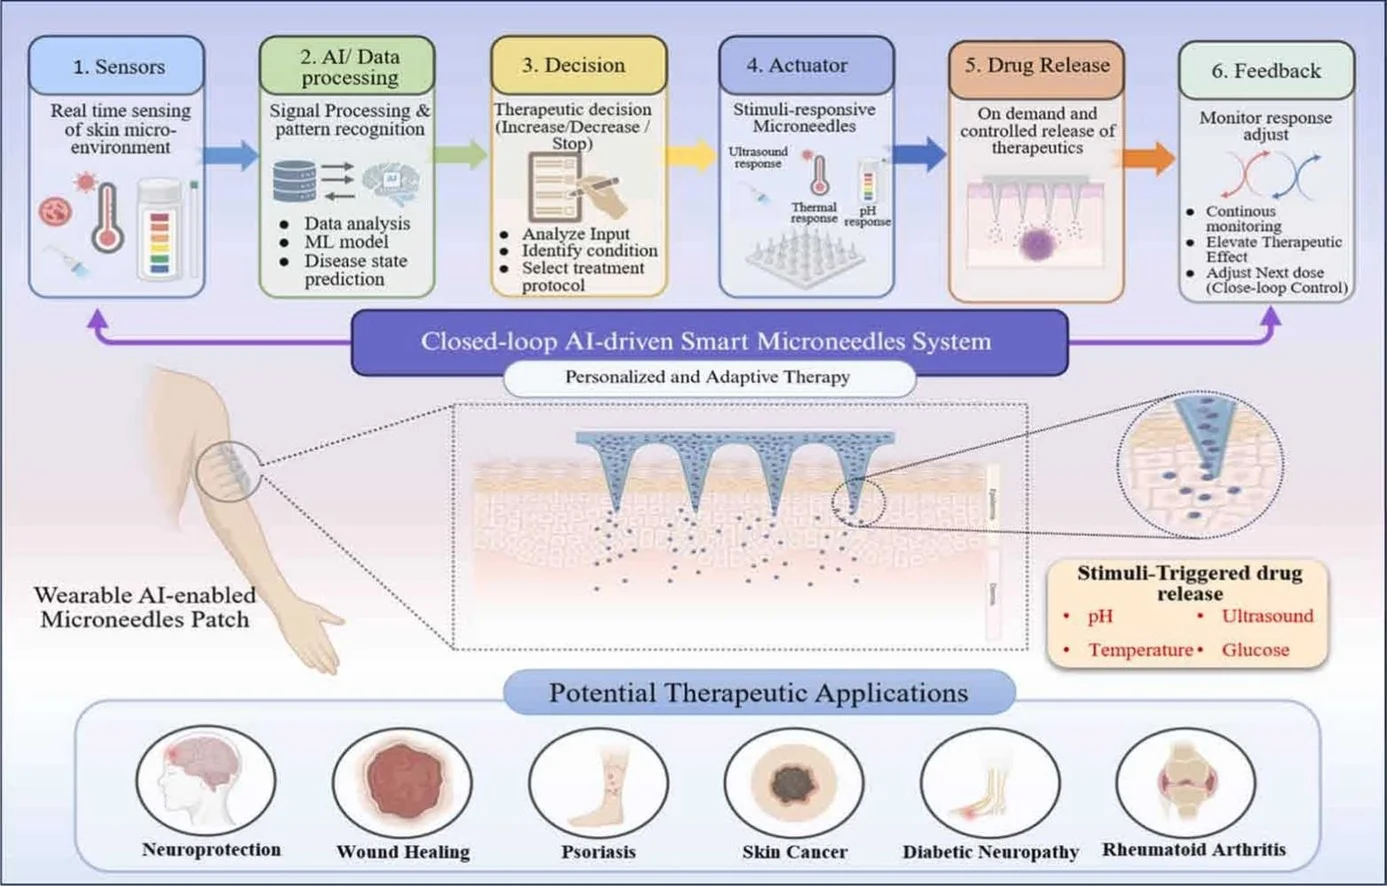 1. Sensors
Real time sensing
of skin micro-
environment
2. AI/ Data
processing
Signal Processing &
pattern recognition
AI
● Data analysis
● ML model
● Disease state
prediction
3. Decision
Therapeutic decision
(Increase/Decrease /
Stop)
● Analyze Input
● Identify condition
● Select treatment
protocol
4. Actuator
Stimuli-responsive
Microneedles
Ultrasound
response
Thermal
response
pH
response
5. Drug Release
On demand and
controlled release of
therapeutics
6. Feedback
Monitor response
adjust
● Continous
monitoring
● Elevate Therapeutic
Effect
● Adjust Next dose
(Close-loop Control)
Closed-loop AI-driven Smart Microneedles System
Personalized and Adaptive Therapy
Wearable AI-enabled
Microneedles Patch
Stimuli-Triggered drug
release
• pH
• Ultrasound
• Temperature
• Glucose
Potential Therapeutic Applications
Neuroprotection
Wound Healing
Psoriasis
Skin Cancer
Diabetic Neuropathy
Rheumatoid Arthritis